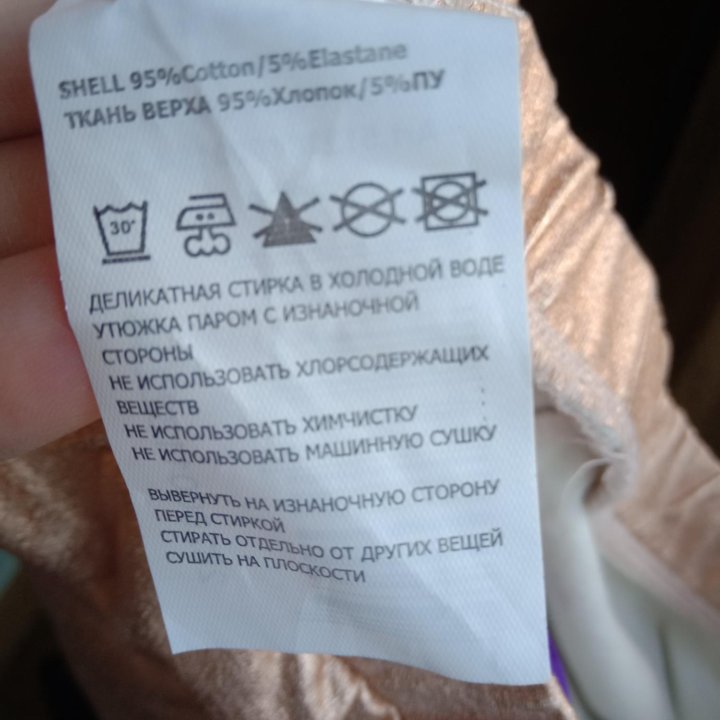 SHELL 95%Cotton/5%Elastane
ТКАНЬ ВЕРХА 95%Хлопок/5%ПУ
30°
ДЕЛИКАТНАЯ СТИРКА В ХОЛОДНОЙ ВОДЕ
УТЮЖКА ПАРОМ С ИЗНАНОЧНОЙ
СТОРОНЫ
НЕ ИСПОЛЬЗОВАТЬ ХЛОРСОДЕРЖАЩИХ
ВЕЩЕСТВ
НЕ ИСПОЛЬЗОВАТЬ ХИМЧИСТКУ
НЕ ИСПОЛЬЗОВАТЬ МАШИННУЮ СУШКУ
ВЫВЕРНУТЬ НА ИЗНАНОЧНУЮ СТОРОНУ
ПЕРЕД СТИРКОЙ
СТИРАТЬ ОТДЕЛЬНО ОТ ДРУГИХ ВЕЩЕЙ
СУШИТЬ НА ПЛОСКОСТИ